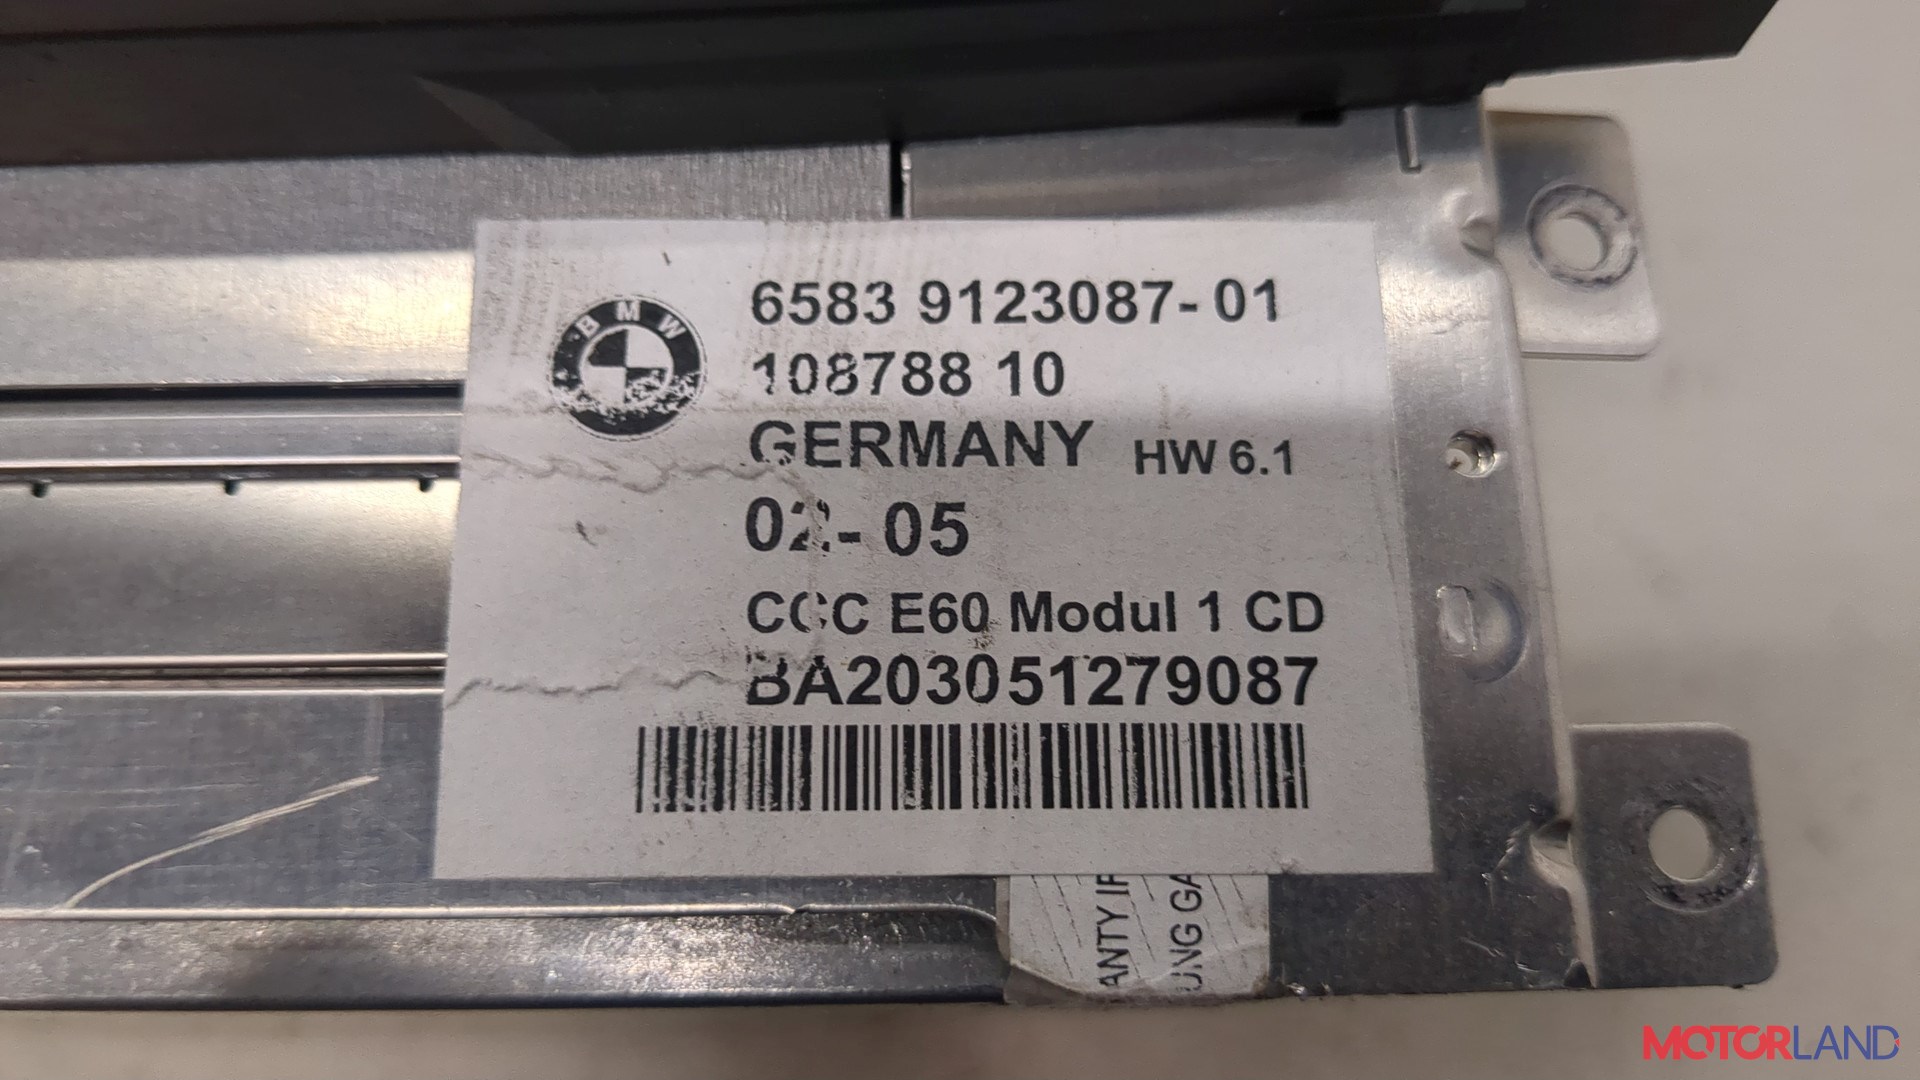 BMW
6583 9123087-01
108788 10
GERMANY HW 6.1
02-05
CCC E60 Modul 1 CD
BA203051279087
ANTY IF
UNG GA
MOTORLAND